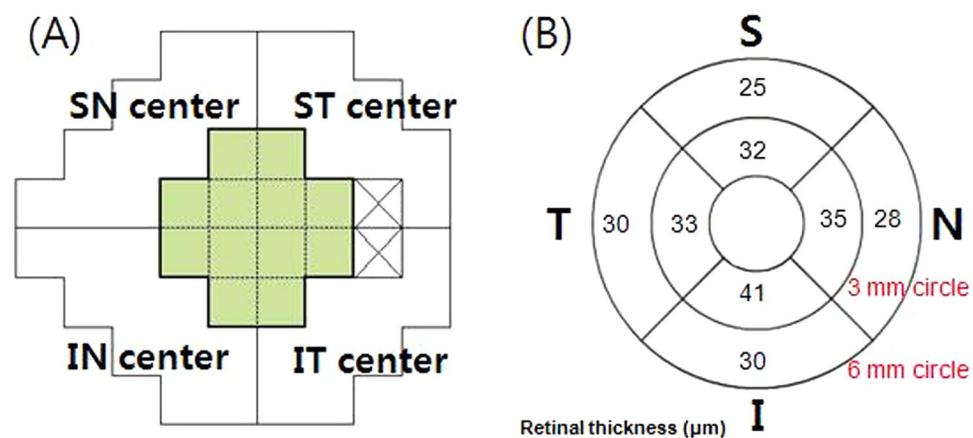 (A)
SN center
ST center
IN center
IT center
(B)
S
25
32
T
30
33
35
28
N
41
3 mm circle
30
6 mm circle
I
Retinal thickness (μm)